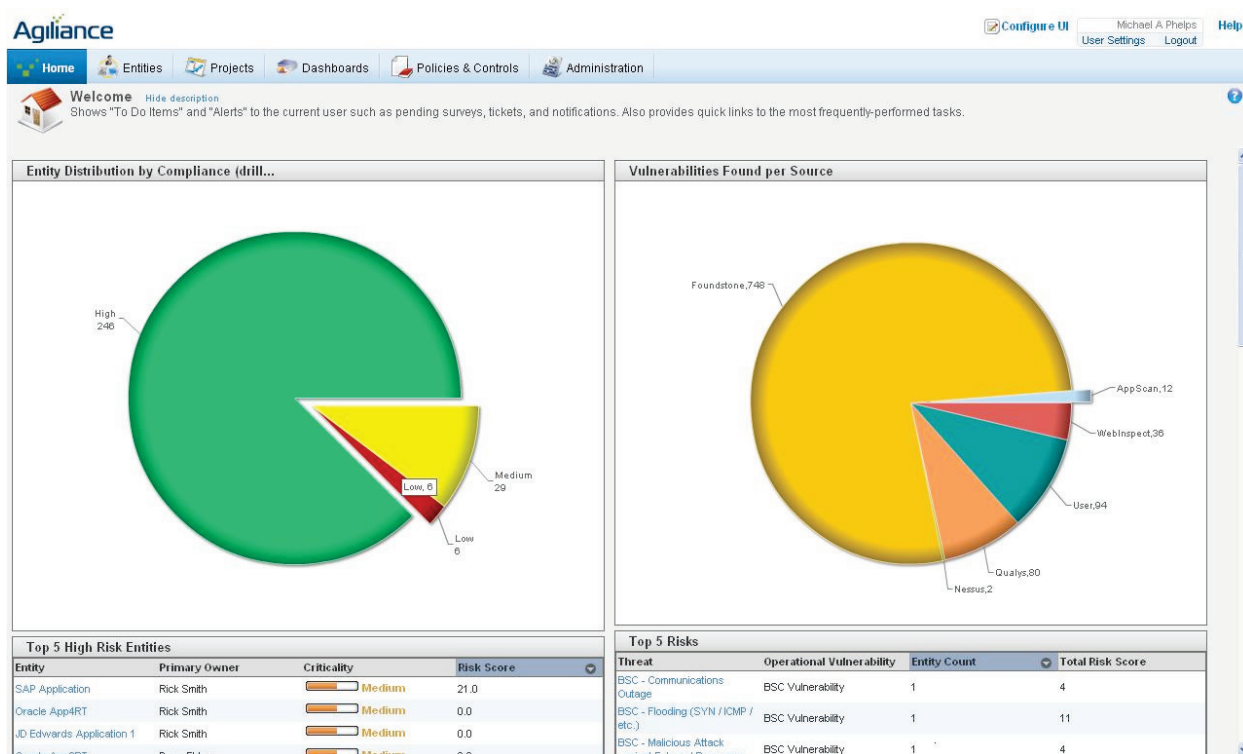 Agiliance
Configure UI
Michael A Phelps
Help
User Settings Logout
Home Entities Projects Dashboards Policies & Controls Administration
Welcome Hide description
Shows "To Do Items" and "Alerts" to the current user such as pending surveys, tickets, and notifications. Also provides quick links to the most frequently-performed tasks.
Entity Distribution by Compliance (drill...
High
246
Medium
29
Low, 6
Low
6
Vulnerabilities Found per Source
Foundstone,748
AppScan,12
WebInspect,36
User,94
Qualys,80
Nessus,2
Top 5 High Risk Entities
Entity Primary Owner Criticality Risk Score
SAP Application Rick Smith Medium 21.0
Oracle App4RT Rick Smith Medium 0.0
JD Edwards Application 1 Rick Smith Medium 0.0
Top 5 Risks
Threat Operational Vulnerability Entity Count Total Risk Score
BSC - Communications
Outage
BSC Vulnerability 1 4
BSC - Flooding (SYN / ICMP /
etc.)
BSC Vulnerability 1 11
BSC - Malicious Attack
BSC Vulnerability 1 4